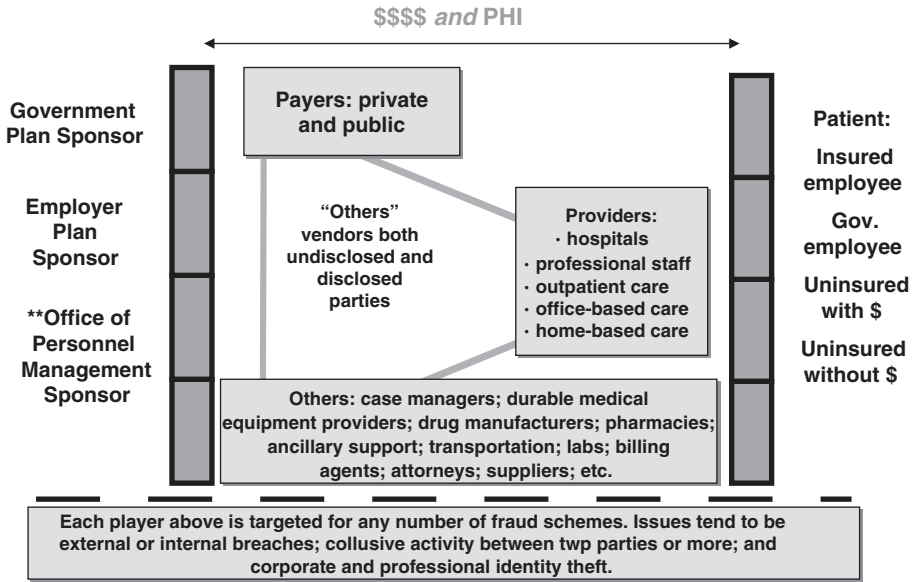 $$$$ and PHI
Government
Plan Sponsor
Employer
Plan
Sponsor
**Office of
Personnel
Management
Sponsor
Payers: private
and public
“Others”
vendors both
undisclosed and
disclosed
parties
Providers:
· hospitals
· professional staff
· outpatient care
· office-based care
· home-based care
Others: case managers; durable medical
equipment providers; drug manufacturers; pharmacies;
ancillary support; transportation; labs; billing
agents; attorneys; suppliers; etc.
Patient:
Insured
employee
Gov.
employee
Uninsured
with $
Uninsured
without $
Each player above is targeted for any number of fraud schemes. Issues tend to be
external or internal breaches; collusive activity between twp parties or more; and
corporate and professional identity theft.